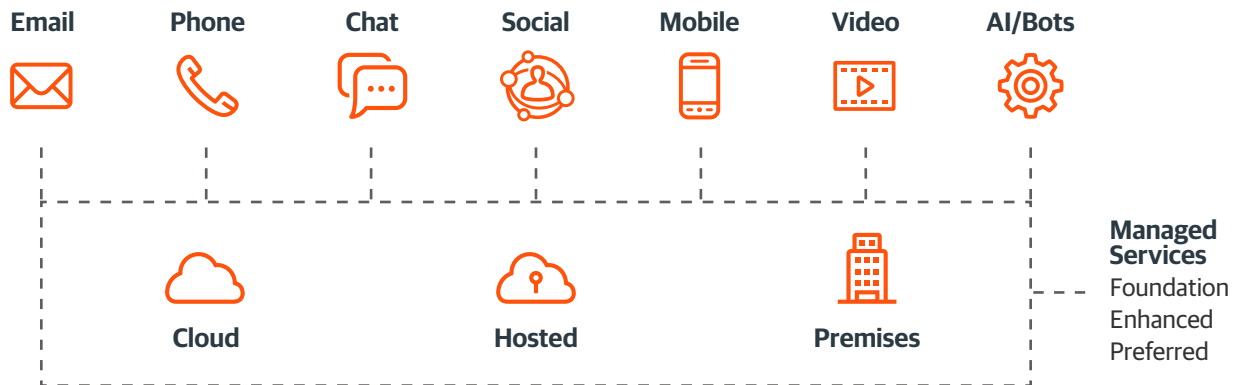 Email Phone Chat Social Mobile Video AI/Bots
Cloud Hosted Premises
Managed
Services
Foundation
Enhanced
Preferred